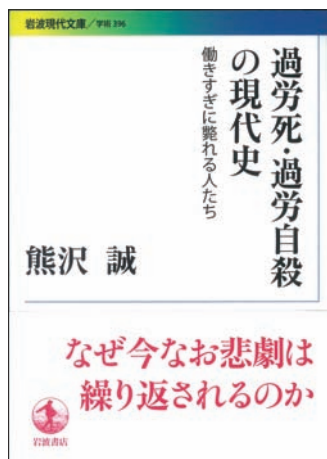 岩波現代文庫／学術 396
過労死・過労自殺
の現代史
働きすぎに斃れる人たち
熊沢 誠
なぜ今なお悲劇は
繰り返されるのか
岩波書店